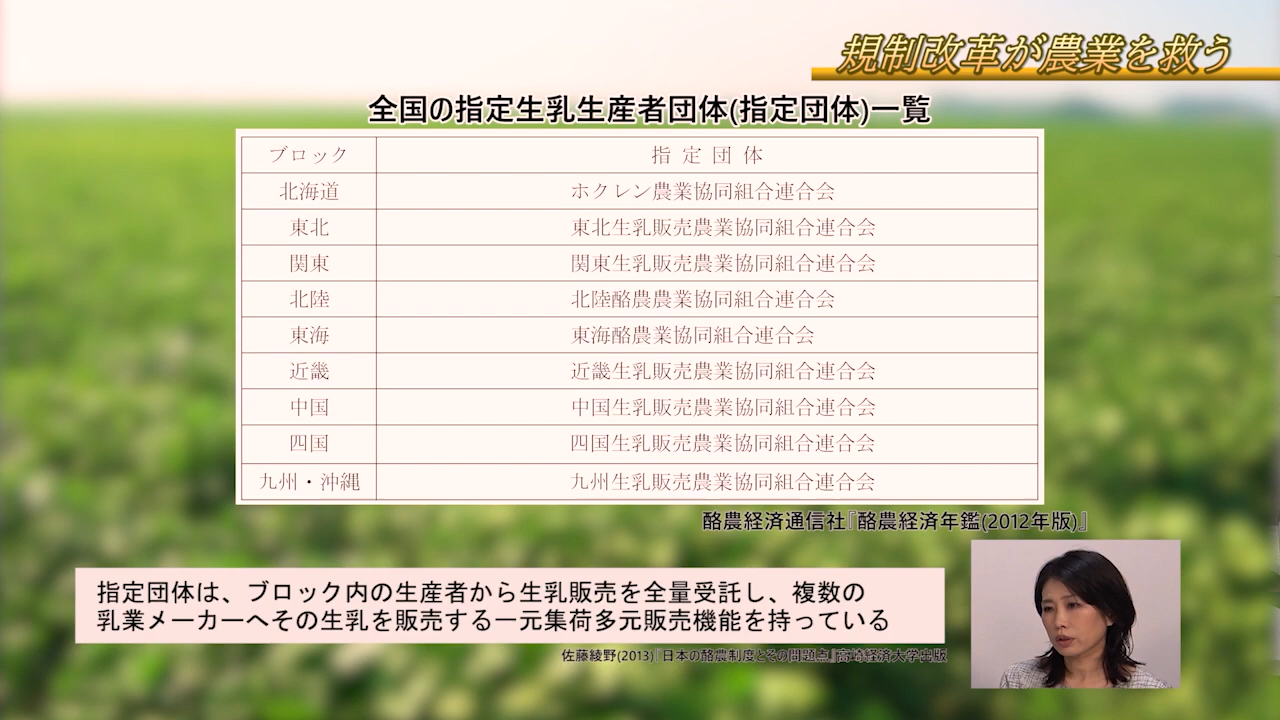 規制改革が農業を救う
全国の指定生乳生産者団体(指定団体)一覧
ブロック 指定団体
北海道 ホクレン農業協同組合連合会
東北 東北生乳販売農業協同組合連合会
関東 関東生乳販売農業協同組合連合会
北陸 北陸酪農農業協同組合連合会
東海 東海酪農業協同組合連合会
近畿 近畿生乳販売農業協同組合連合会
中国 中国生乳販売農業協同組合連合会
四国 四国生乳販売農業協同組合連合会
九州・沖縄 九州生乳販売農業協同組合連合会
酪農経済通信社『酪農経済年鑑(2012年版)』
指定団体は、ブロック内の生産者から生乳販売を全量受託し、複数の
乳業メーカーへその生乳を販売する一元集荷多元販売機能を持っている
佐藤綾野(2013)『日本の酪農制度とその問題点』高崎経済大学出版